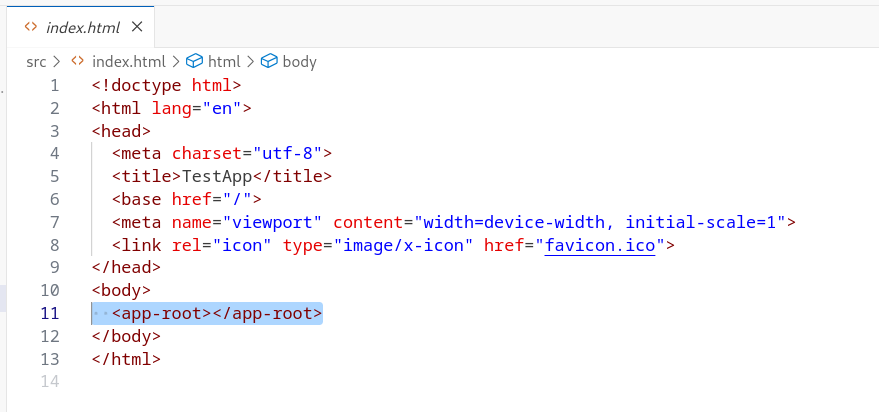 index.html
src > index.html > html > body
1 <!doctype html>
2 <html lang="en">
3 <head>
4   <meta charset="utf-8">
5   <title>TestApp</title>
6   <base href="/">
7   <meta name="viewport" content="width=device-width, initial-scale=1">
8   <link rel="icon" type="image/x-icon" href="favicon.ico">
9 </head>
10 <body>
11   <app-root></app-root>
12 </body>
13 </html>
14